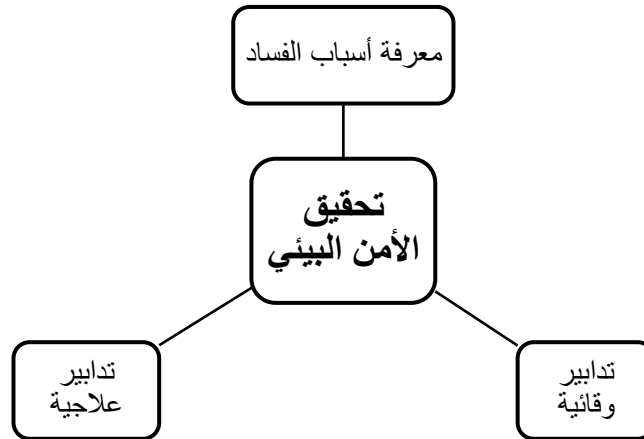 معرفة أسباب الفساد
تحقيق
الأمن البيئي
تدابير
وقائية
تدابير
علاجية